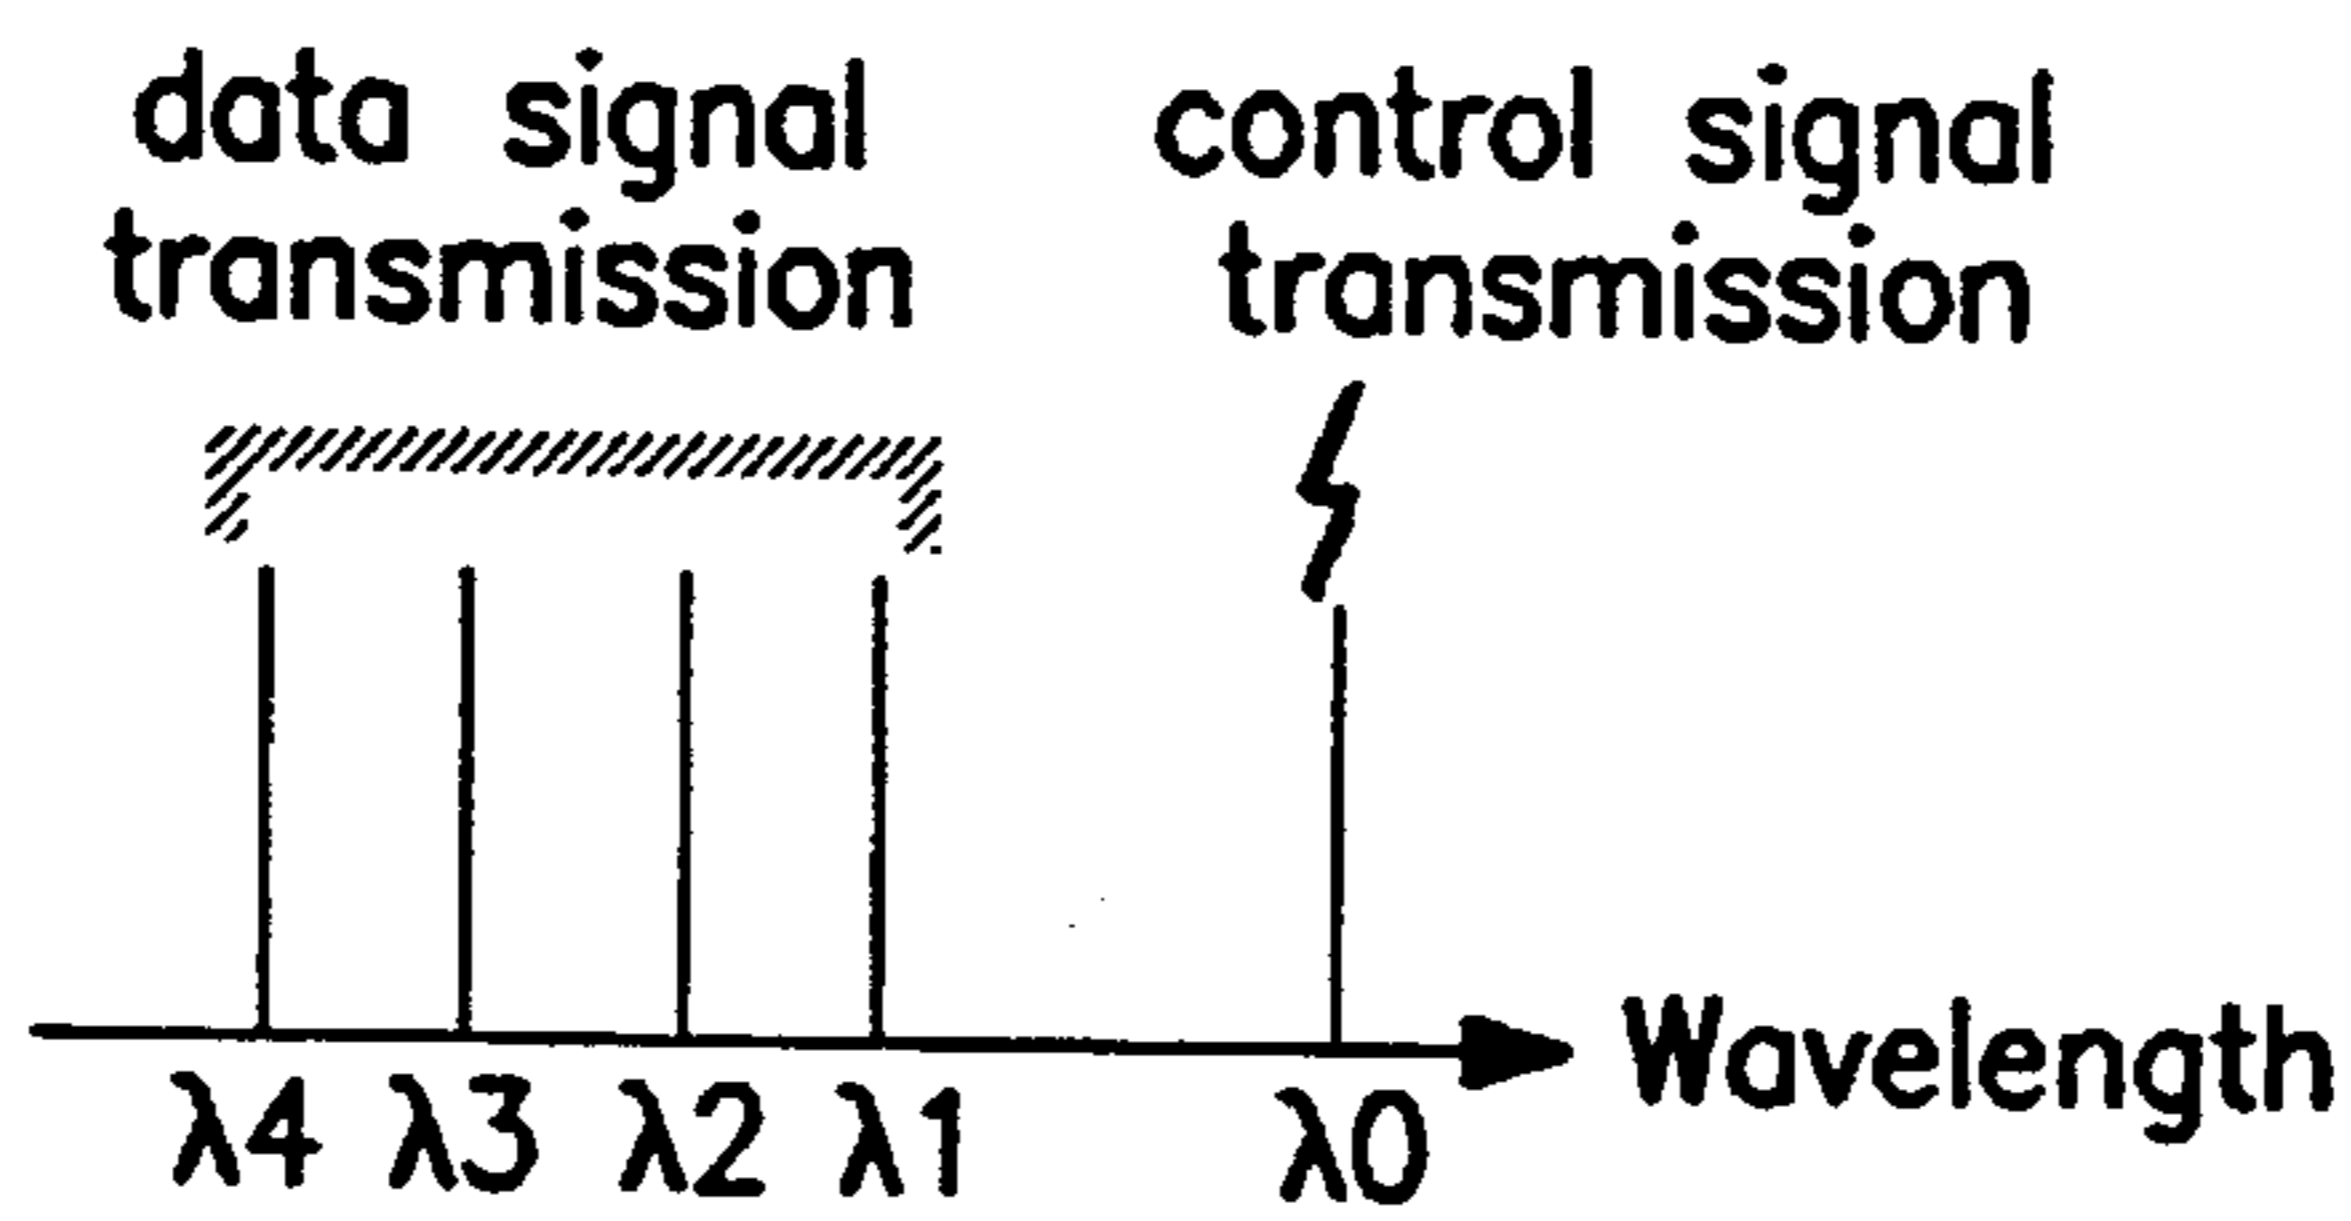 data signal
transmission
control signal
transmission
Wavelength
λ4 λ3 λ2 λ1 λ0